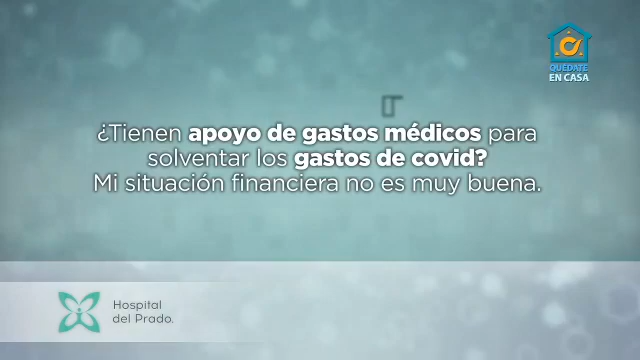 QUÉDATE
EN CASA
¿Tienen apoyo de gastos médicos para
solventar los gastos de covid?
Mi situación financiera no es muy buena.
Hospital
del Prado.